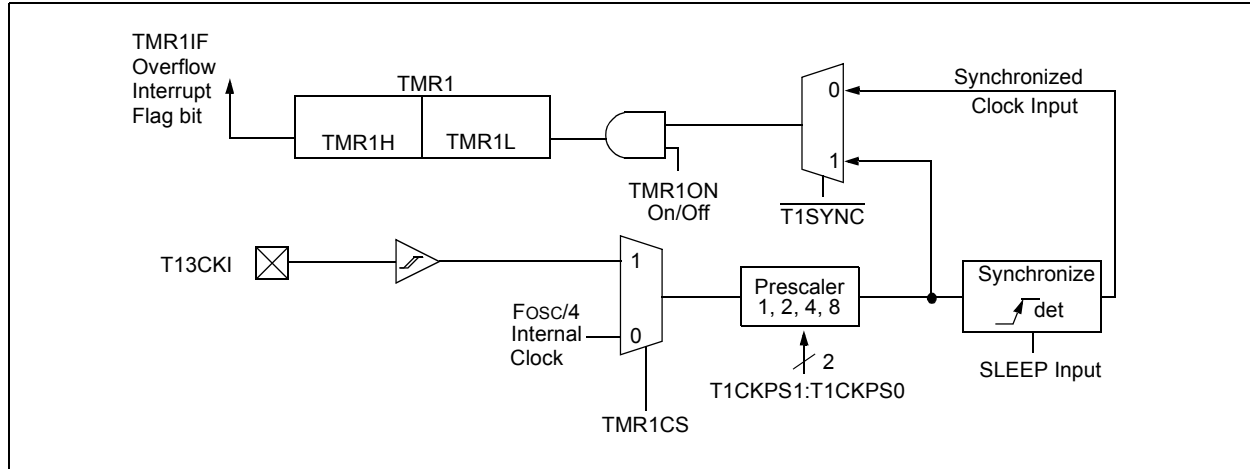 TMR1IF
Overflow
Interrupt
Flag bit
TMR1
TMR1H
TMR1L
TMR1ON
On/Off
0
1
T1SYNC
Synchronized
Clock Input
T13CKI
1
0
FOSC/4
Internal
Clock
TMR1CS
Prescaler
1, 2, 4, 8
2
T1CKPS1:T1CKPS0
Synchronize
det
SLEEP Input